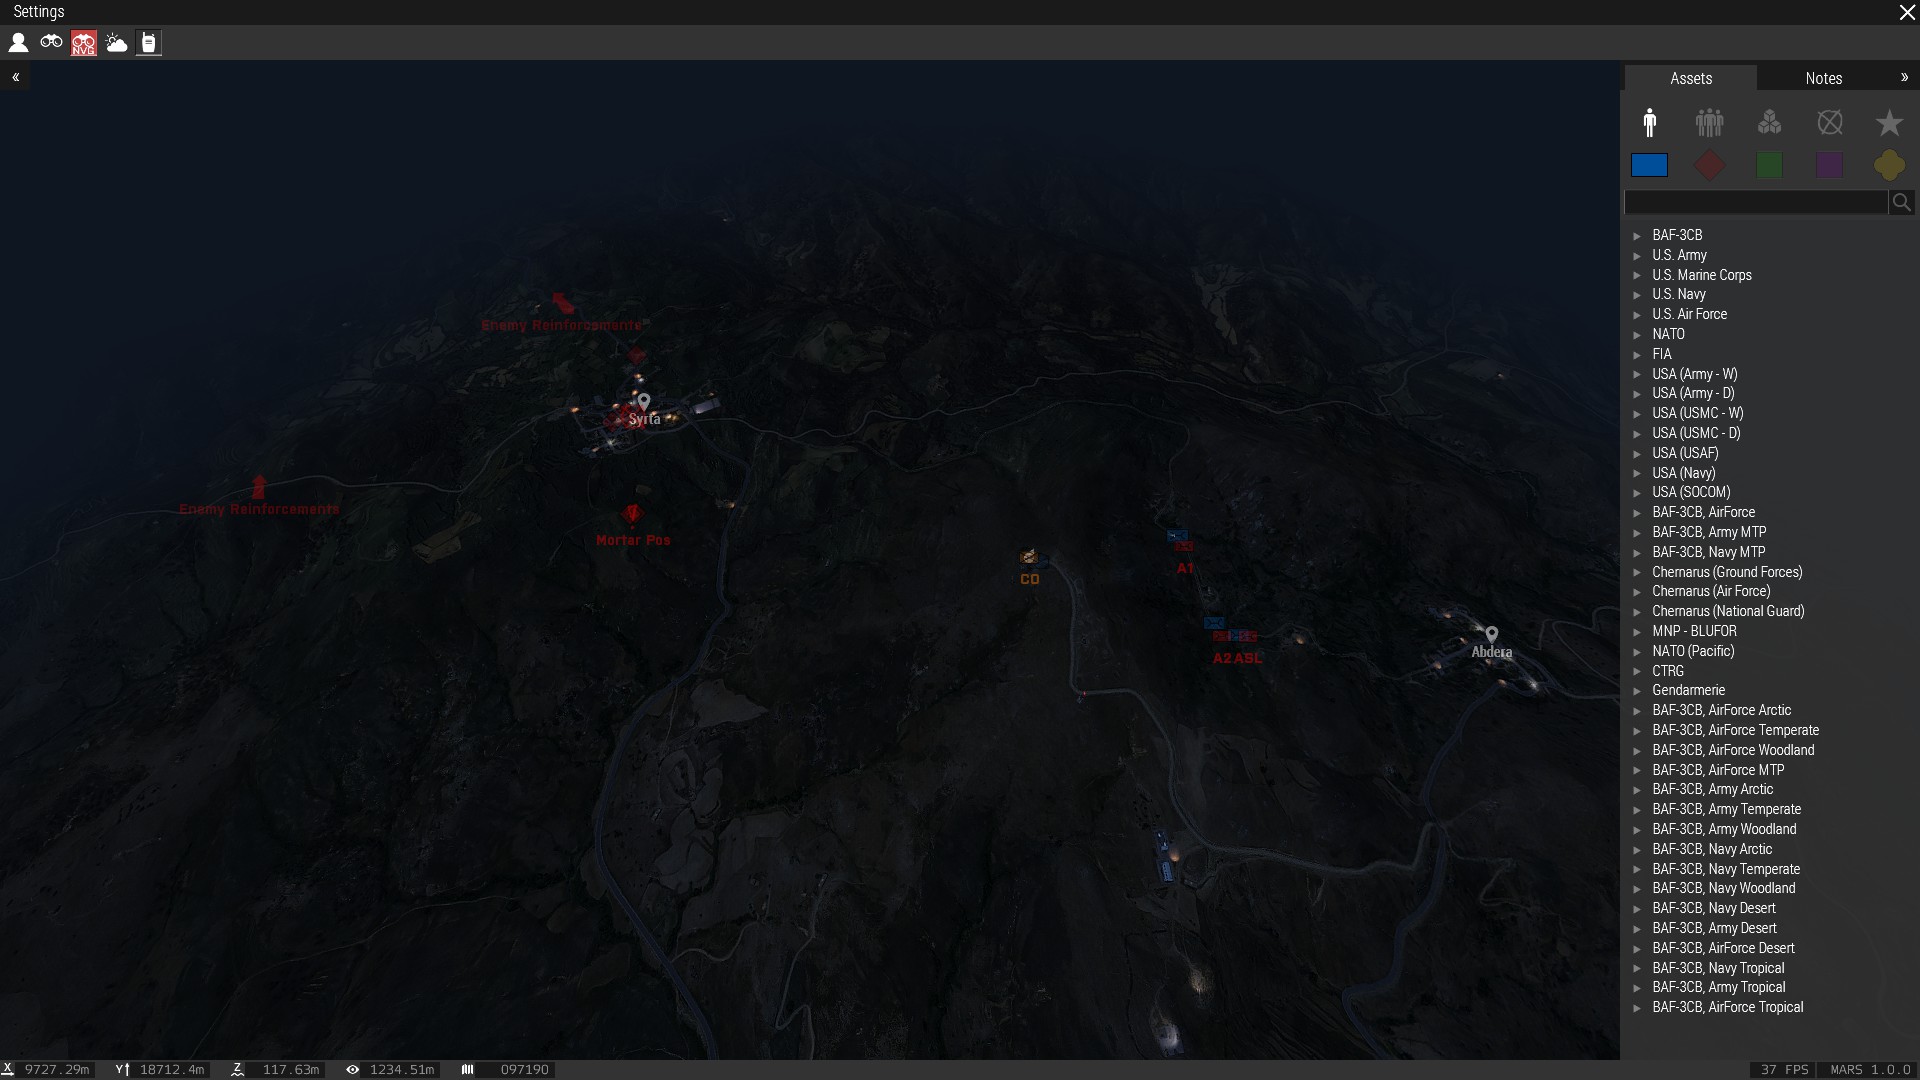 Settings
NVG
Assets
Notes
Enemy Reinforcements
Syrta
Enemy Reinforcements
Mortar Pos
CO
A1
A2 ASL
Abdera
BAF-3CB
U.S. Army
U.S. Marine Corps
U.S. Navy
U.S. Air Force
NATO
FIA
USA (Army - W)
USA (Army - D)
USA (USMC - W)
USA (USMC - D)
USA (USAF)
USA (Navy)
USA (SOCOM)
BAF-3CB, AirForce
BAF-3CB, Army MTP
BAF-3CB, Navy MTP
Chernarus (Ground Forces)
Chernarus (Air Force)
Chernarus (National Guard)
MNP - BLUFOR
NATO (Pacific)
CTRG
Gendarmerie
BAF-3CB, AirForce Arctic
BAF-3CB, AirForce Temperate
BAF-3CB, AirForce Woodland
BAF-3CB, AirForce MTP
BAF-3CB, Army Arctic
BAF-3CB, Army Temperate
BAF-3CB, Army Woodland
BAF-3CB, Navy Arctic
BAF-3CB, Navy Temperate
BAF-3CB, Navy Woodland
BAF-3CB, Navy Desert
BAF-3CB, Army Desert
BAF-3CB, AirForce Desert
BAF-3CB, Navy Tropical
BAF-3CB, Army Tropical
BAF-3CB, AirForce Tropical
X 9727.29m Y 18712.4m Z 117.63m 1234.51m 097190 37 FPS MARS 1.0.0